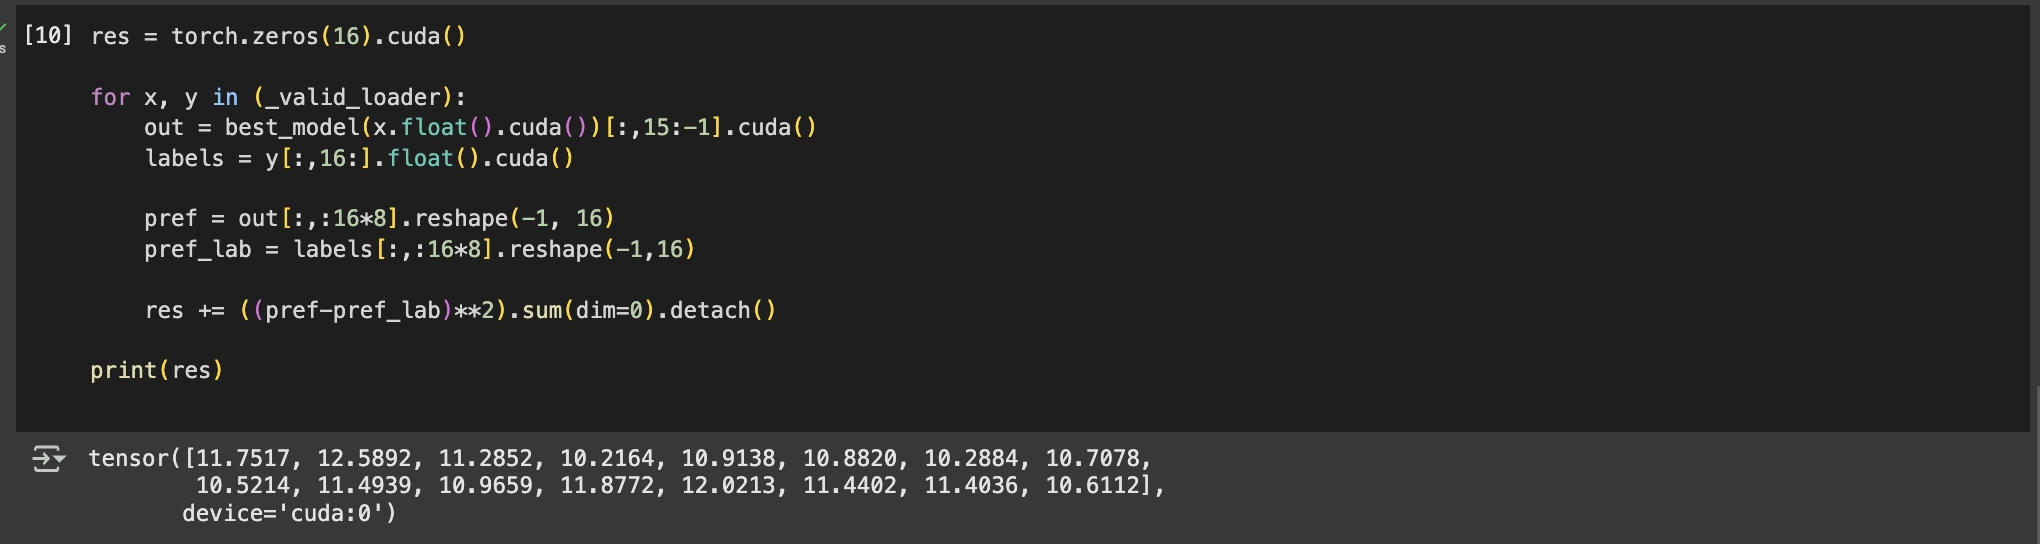 [10] res = torch.zeros(16).cuda()
for x, y in (_valid_loader):
out = best_model(x.float().cuda())[:,15:-1].cuda()
s
labels = y[:,16:].float().cuda()
pref = out[:,:16*8].reshape(-1, 16)
pref_lab = labels[:,:16*8].reshape(-1,16)
res += ((pref-pref_lab)**2).sum(dim=0).detach()
print(res)
tensor([11.7517, 12.5892, 11.2852, 10.2164, 10.9138, 10.8820, 10.2884, 10.7078,
10.5214, 11.4939, 10.9659, 11.8772, 12.0213, 11.4402, 11.4036, 10.6112],
device='cuda:0')